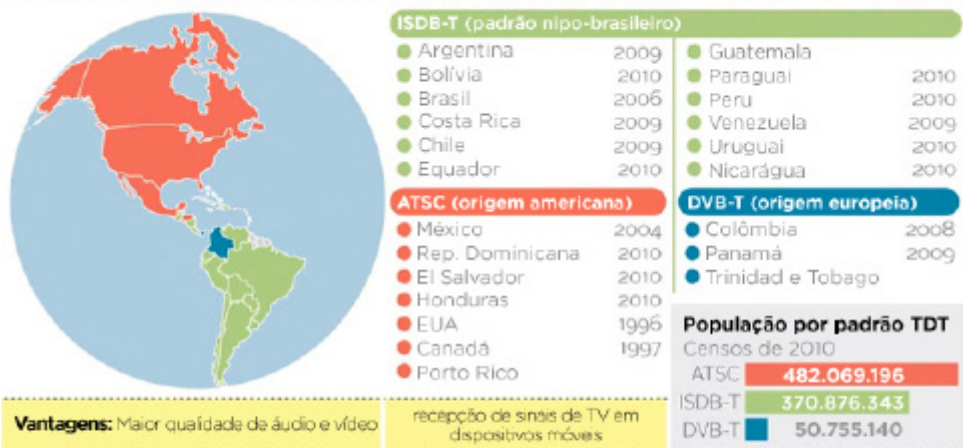 ISDB-T (padrão nipo-brasileiro)
Argentina 2009
Bolívia 2010
Brasil 2006
Costa Rica 2009
Chile 2009
Equador 2010
Guatemala
Paraguai 2010
Peru 2010
Venezuela 2009
Uruguai 2010
Nicarágua 2010
ATSC (origem americana)
México 2004
Rep. Dominicana 2010
El Salvador 2010
Honduras 2010
EUA 1996
Canadá 1997
Porto Rico
DVB-T (origem europeia)
Colômbia 2008
Panamá 2009
Trinidad e Tobago
População por padrão TDT
Censos de 2010
ATSC 482.069.196
ISDB-T 370.876.343
DVB-T 50.755.140
Vantagens: Maior qualidade de áudio e vídeo
recepção de sinais de TV em
dispositivos móveis